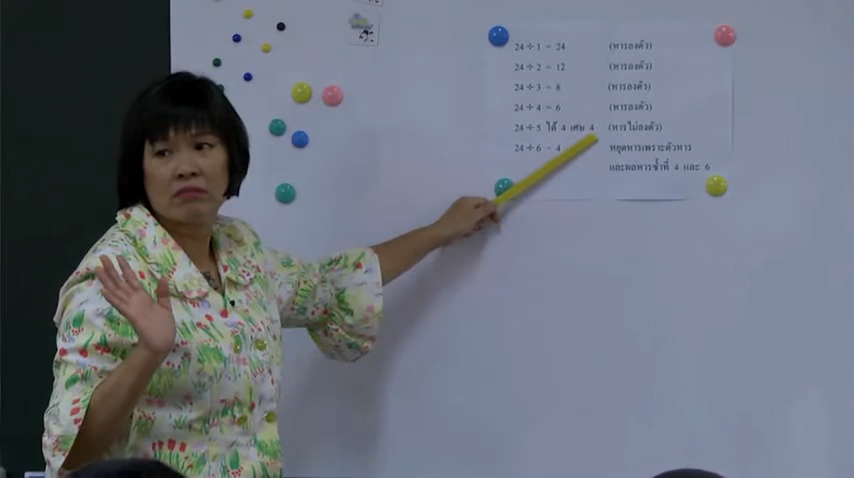 24 ÷ 1 = 24 (หารลงตัว)
24 ÷ 2 = 12 (หารลงตัว)
24 ÷ 3 = 8 (หารลงตัว)
24 ÷ 4 = 6 (หารลงตัว)
24 ÷ 5 ได้ 4 เศษ 4 (หารไม่ลงตัว)
24 ÷ 6 = 4 หยุดหารเพราะตัวหาร
และผลหารซ้ำที่ 4 และ 6